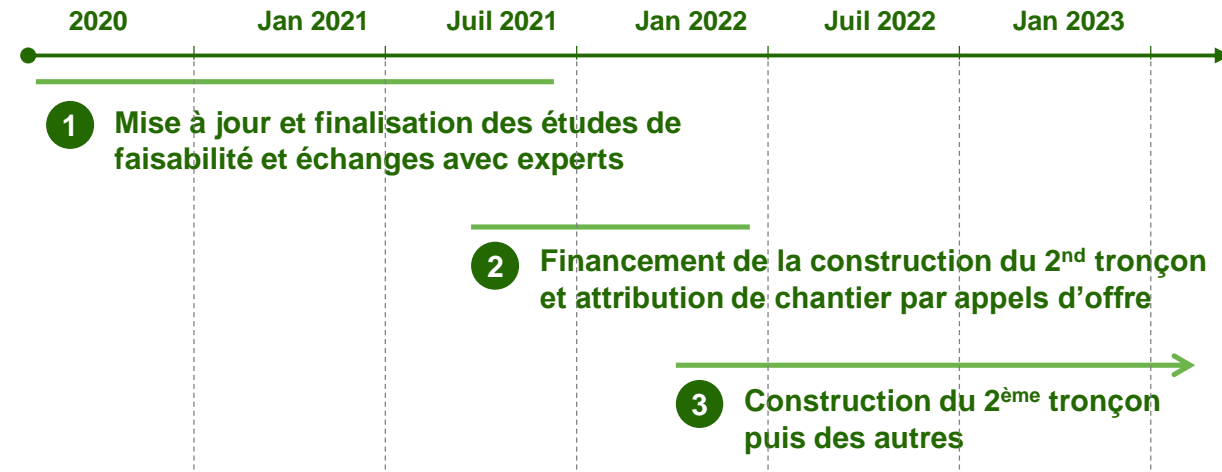 2020 Jan 2021 Juil 2021 Jan 2022 Juil 2022 Jan 2023
1 Mise à jour et finalisation des études de
faisabilité et échanges avec experts
2 Financement de la construction du 2nd tronçon
et attribution de chantier par appels d’offre
3 Construction du 2ème tronçon
puis des autres